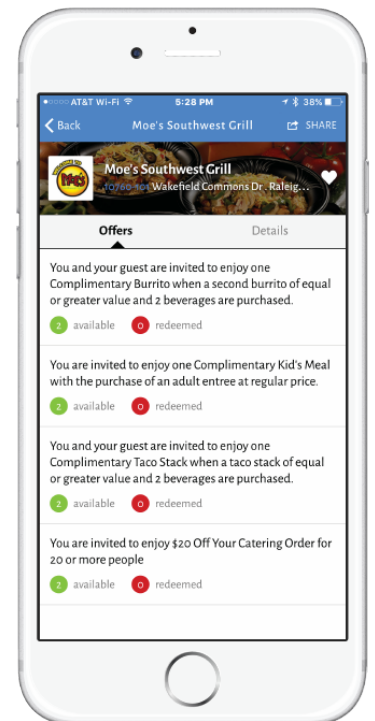 AT&T Wi-Fi 5:28 PM 38%
Back Moe's Southwest Grill SHARE
WELCOME TO
Moe's
Moe's Southwest Grill
10760-101 Wakefield Commons Dr. Raleig...
Offers Details
You and your guest are invited to enjoy one
Complimentary Burrito when a second burrito of equal
or greater value and 2 beverages are purchased.
2 available 0 redeemed
You are invited to enjoy one Complimentary Kid's Meal
with the purchase of an adult entree at regular price.
2 available 0 redeemed
You and your guest are invited to enjoy one
Complimentary Taco Stack when a taco stack of equal
or greater value and 2 beverages are purchased.
2 available 0 redeemed
You are invited to enjoy $20 Off Your Catering Order for
20 or more people
2 available 0 redeemed